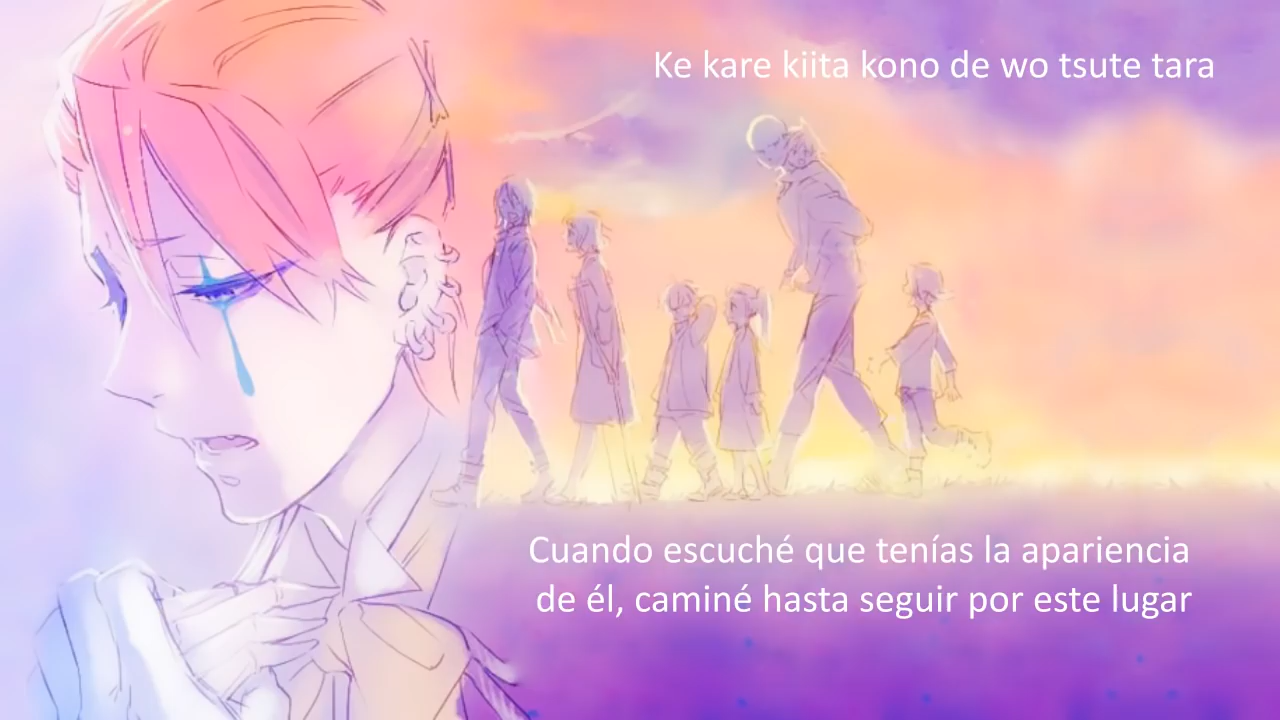 Ke kare kiita kono de wo tsute tara
Cuando escuché que tenías la apariencia
de él, caminé hasta seguir por este lugar